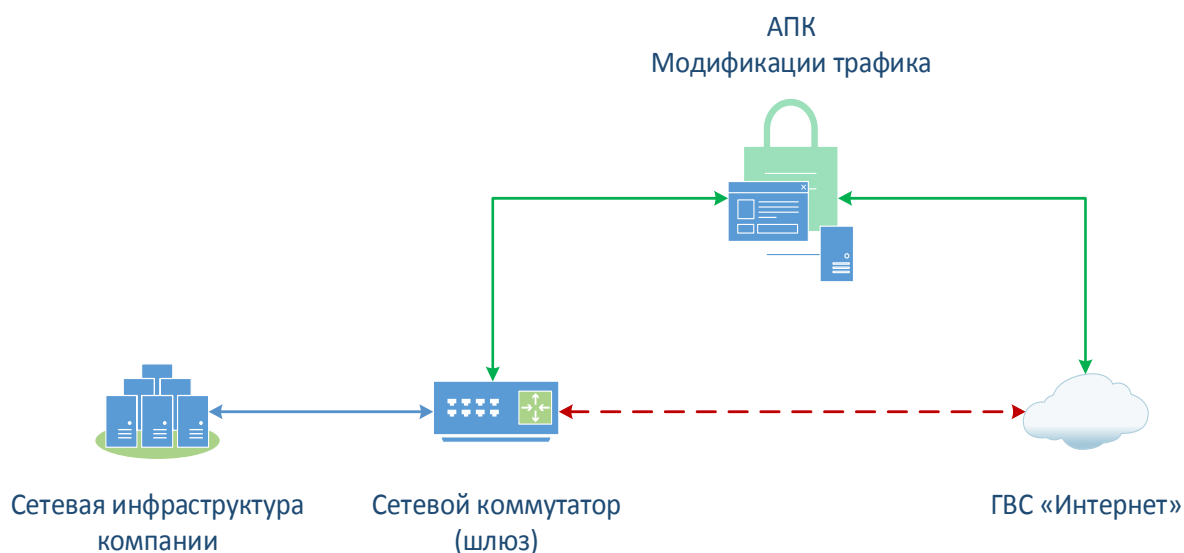 АПК
Модификации трафика
Сетевая инфраструктура
компании
Сетевой коммутатор
(шлюз)
ГВС «Интернет»